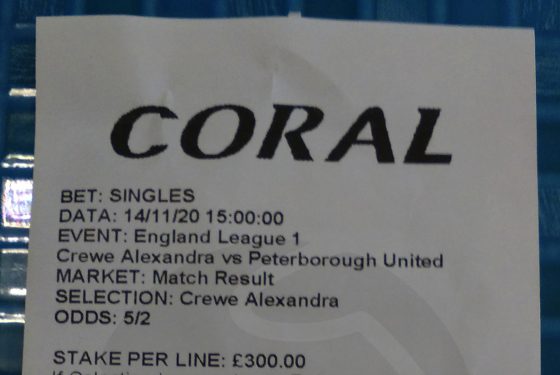 CORAL
BET: SINGLES
DATA: 14/11/20 15:00:00
EVENT: England League 1
Crewe Alexandra vs Peterborough United
MARKET: Match Result
SELECTION: Crewe Alexandra
ODDS: 5/2
STAKE PER LINE: £300.00